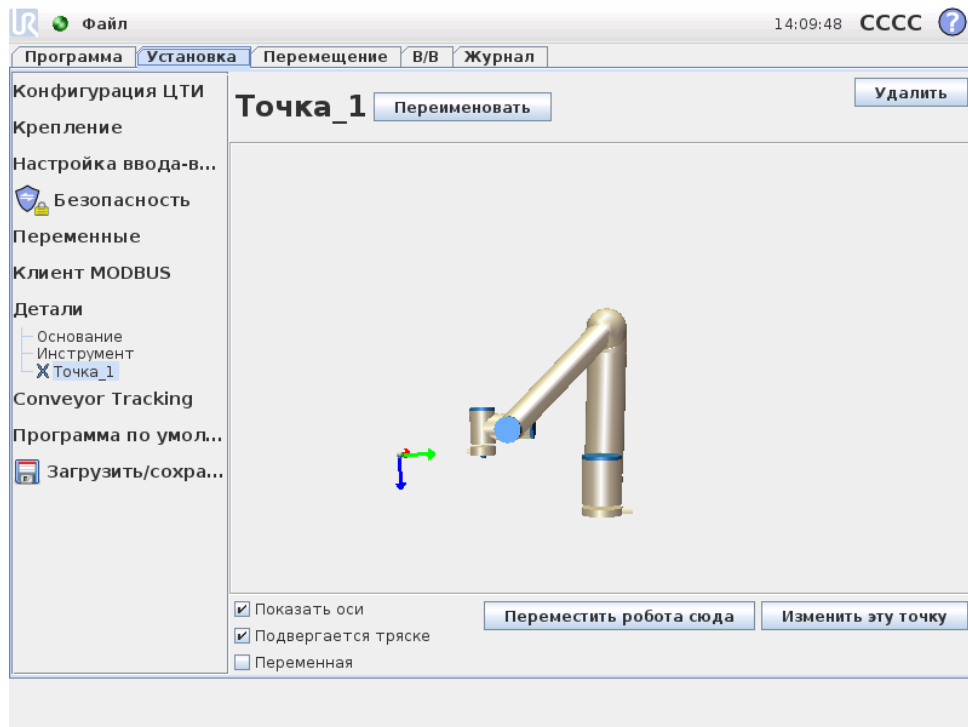 UR Файл 14:09:48 CCCC ?
Программа Установка Перемещение В/В Журнал
Конфигурация ЦТИ
Крепление
Настройка ввода-в...
Безопасность
Переменные
Клиент MODBUS
Детали
Основание
Инструмент
Точка_1
Conveyor Tracking
Программа по умол...
Загрузить/сохра...
Точка_1 Переименовать Удалить
Показать оси
Подвергается тряске
Переменная
Переместить робота сюда Изменить эту точку